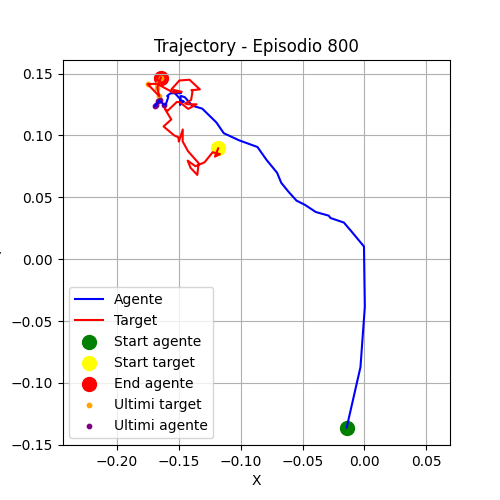 Trajectory - Episodio 800
0.15
0.10
0.05
0.00
−0.05
−0.10
−0.15
Agente
Target
Start agente
Start target
End agente
Ultimi target
Ultimi agente
−0.20
−0.15
−0.10
−0.05
0.00
0.05
X